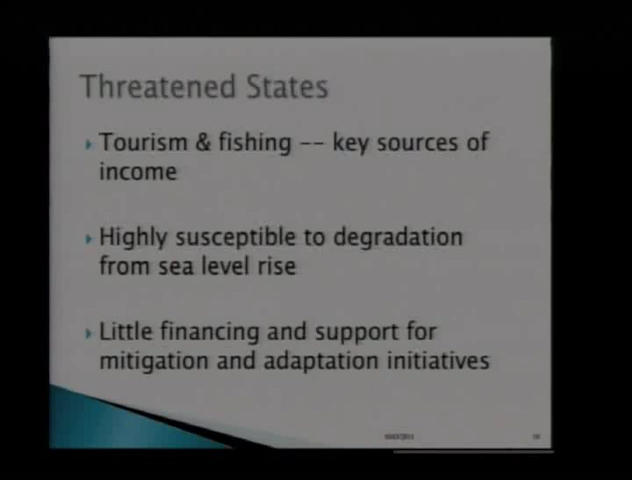 Threatened States
Tourism & fishing -- key sources of
income
Highly susceptible to degradation
from sea level rise
Little financing and support for
mitigation and adaptation initiatives